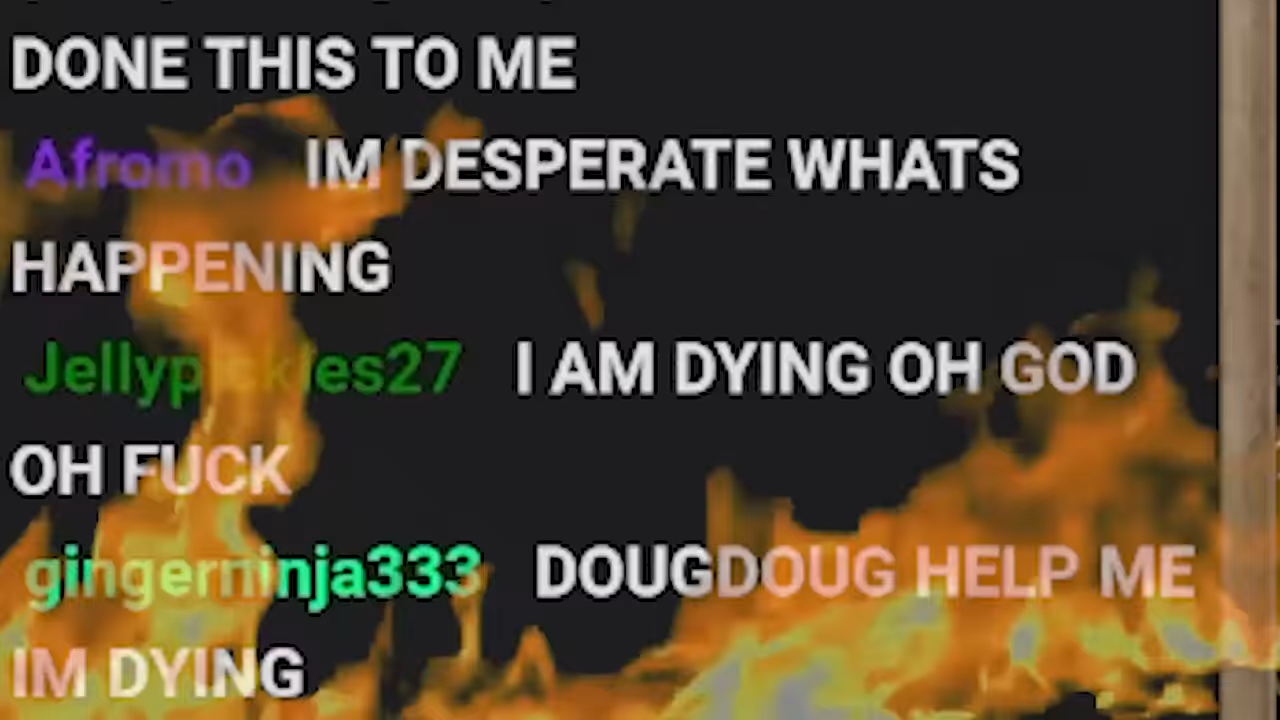 DONE THIS TO ME
Afromo IM DESPERATE WHATS
HAPPENING
Jellypickles27 I AM DYING OH GOD
OH FUCK
gingerninja333 DOUGDOUG HELP ME
IM DYING